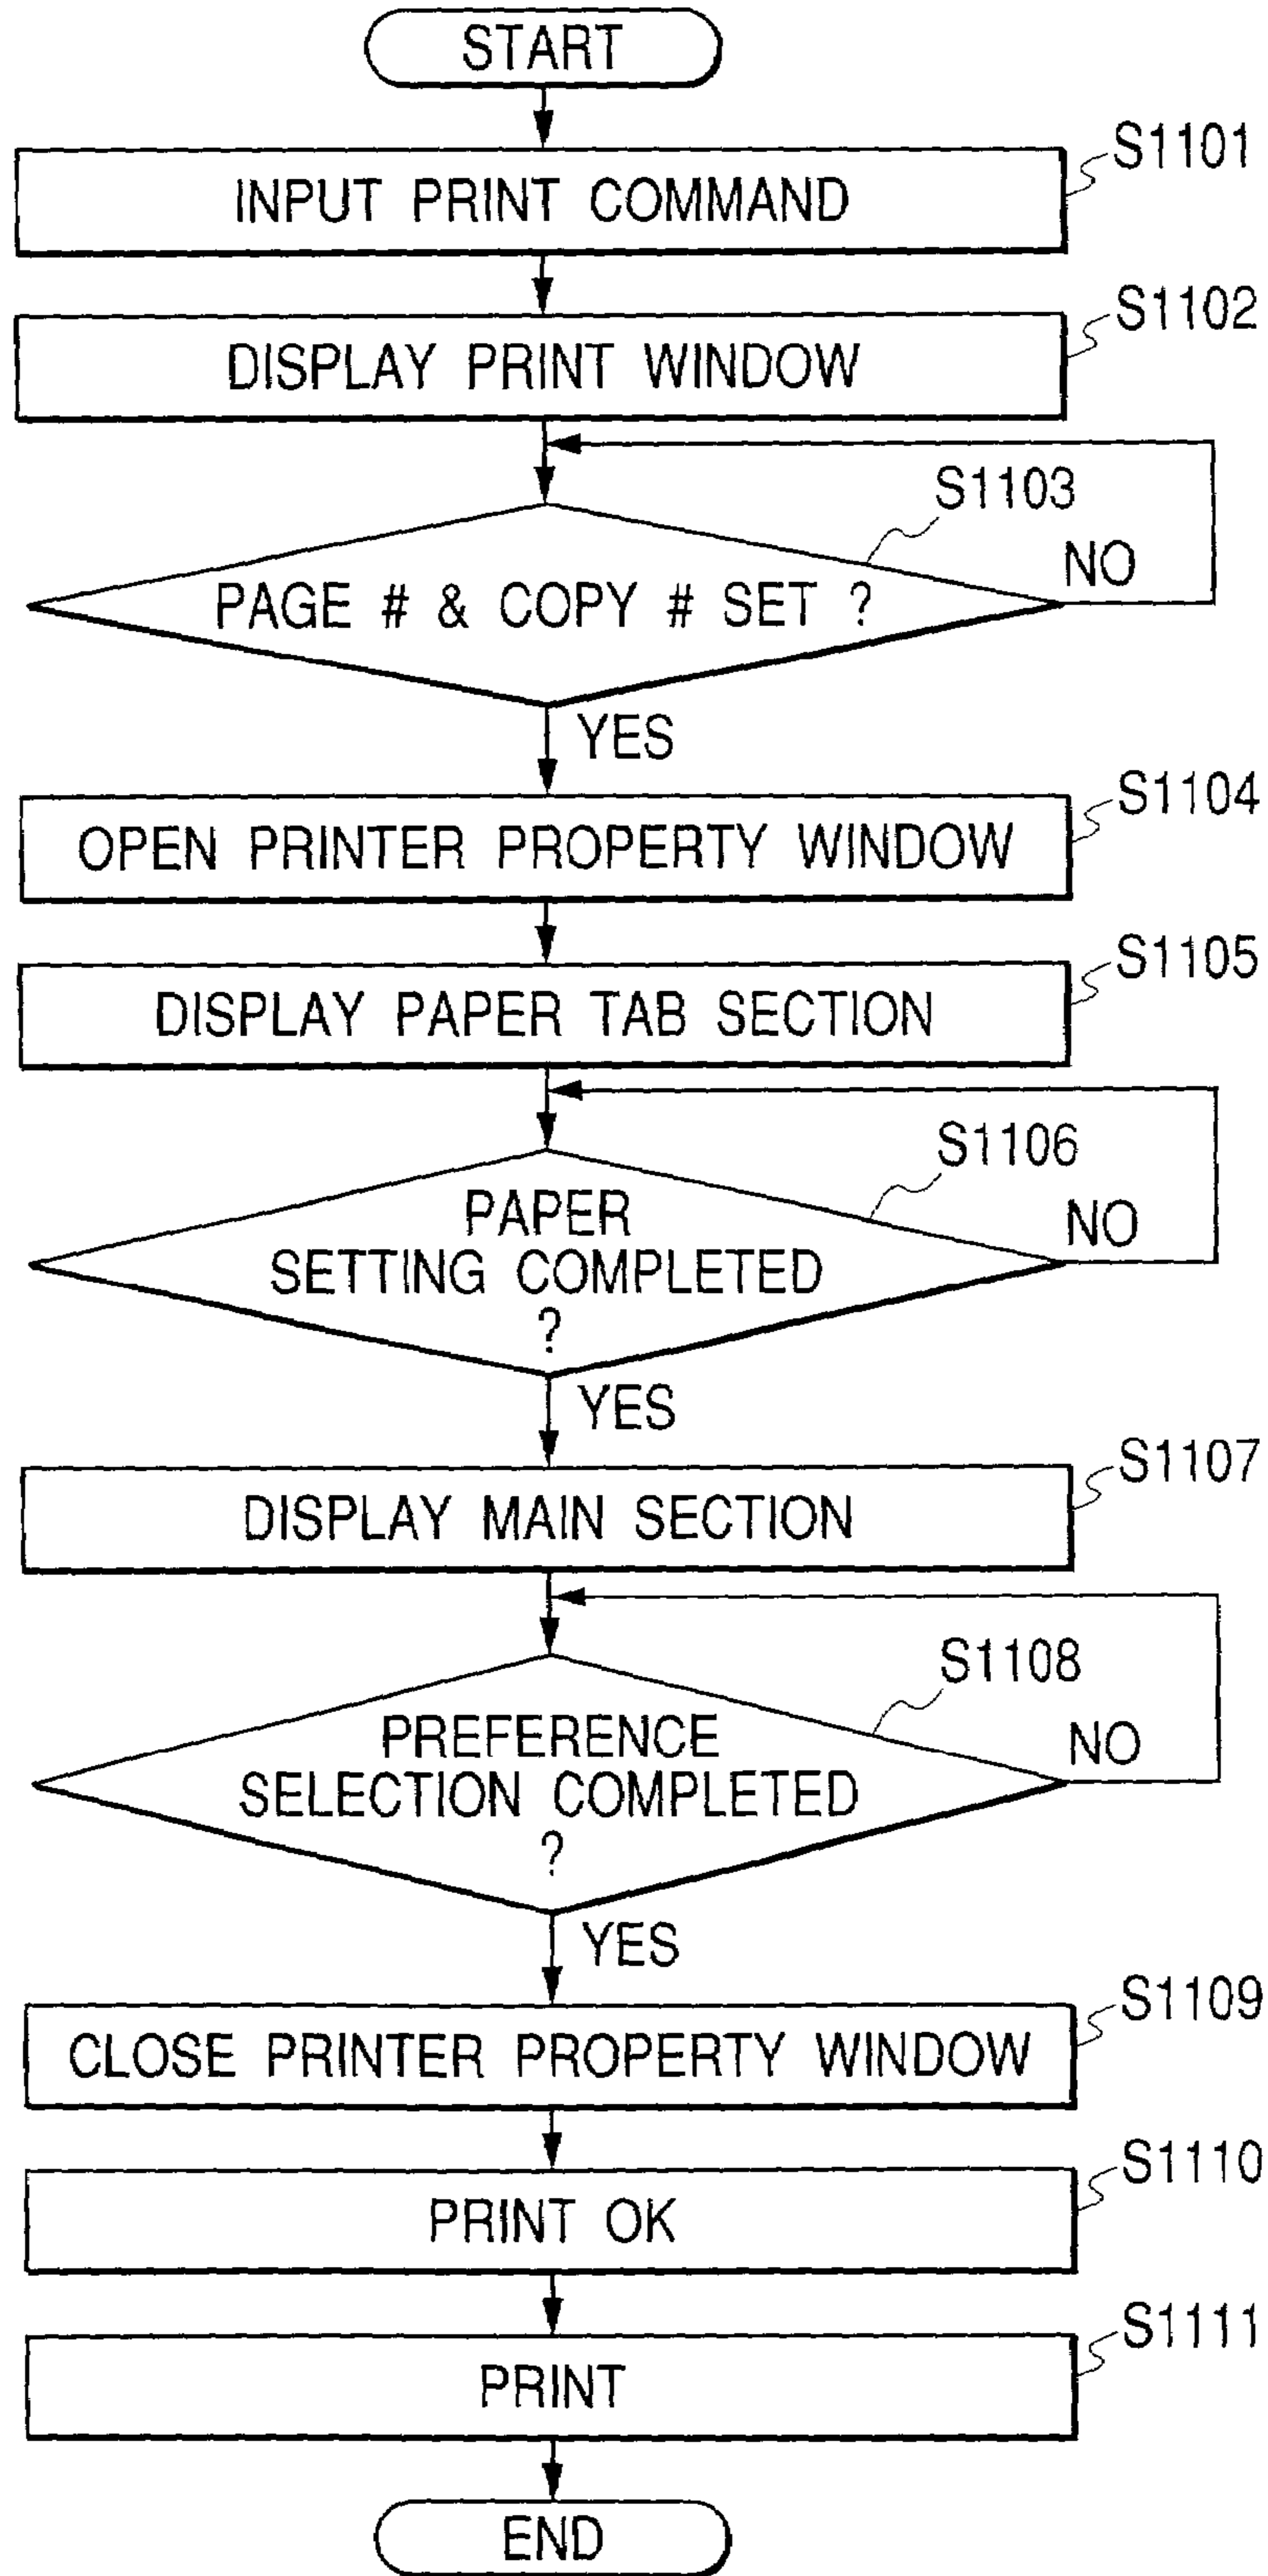 START
S1101
INPUT PRINT COMMAND
S1102
DISPLAY PRINT WINDOW
S1103
NO
PAGE # & COPY # SET ?
YES
S1104
OPEN PRINTER PROPERTY WINDOW
S1105
DISPLAY PAPER TAB SECTION
S1106
NO
PAPER
SETTING COMPLETED
?
YES
S1107
DISPLAY MAIN SECTION
S1108
NO
PREFERENCE
SELECTION COMPLETED
?
YES
S1109
CLOSE PRINTER PROPERTY WINDOW
S1110
PRINT OK
S1111
PRINT
END